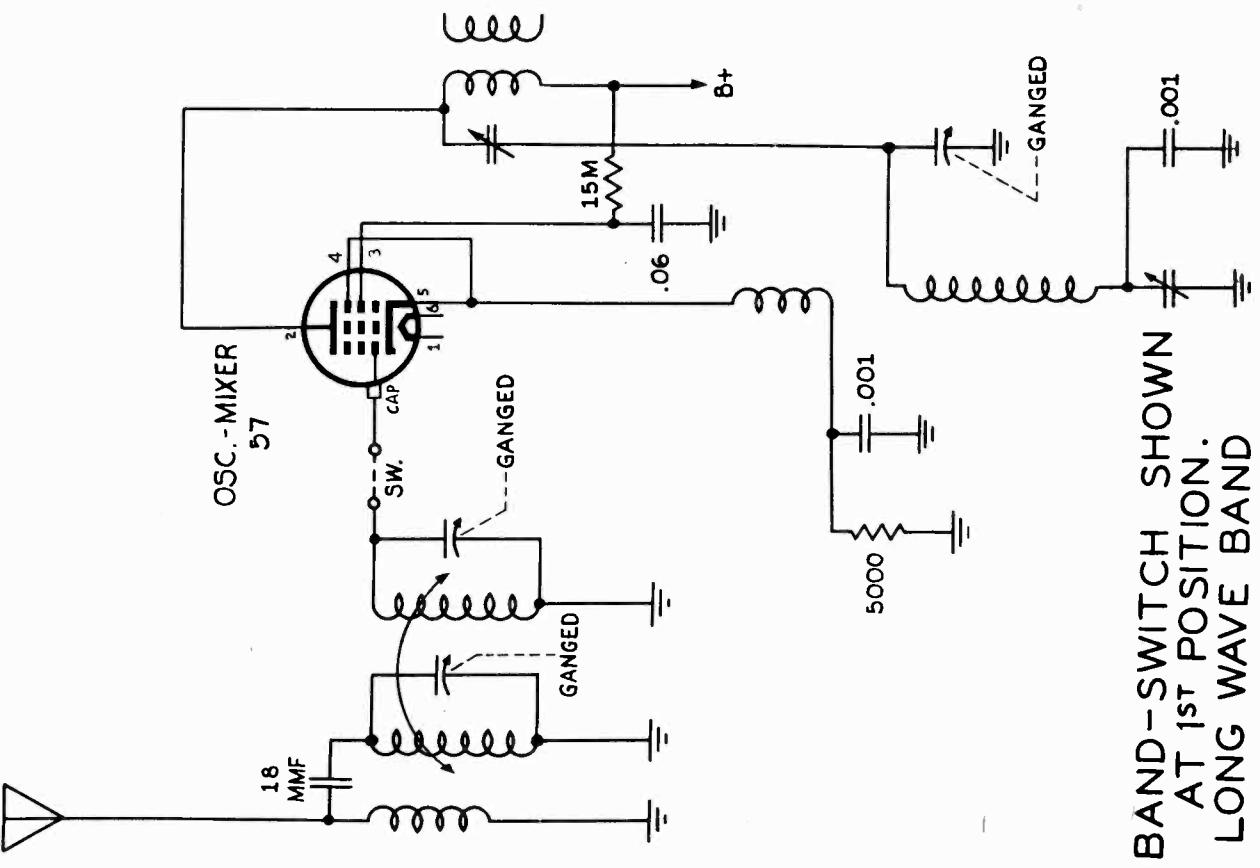 OSC.-MIXER
57
2
4
3
5
6
1
CAP
SW.
GANGED
GANGED
18
MMF
15M
.06
B+
GANGED
.001
.001
5000
BAND-SWITCH SHOWN
AT 1ST POSITION.
LONG WAVE BAND